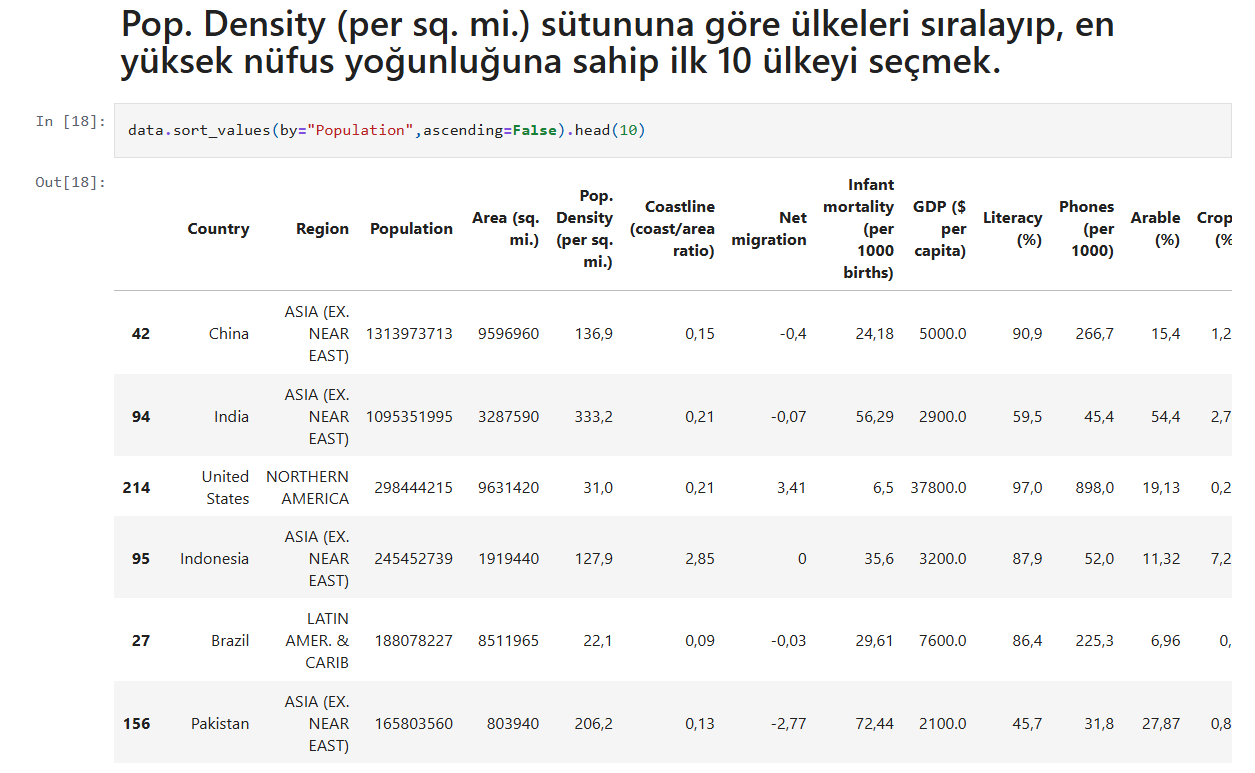 Pop. Density (per sq. mi.) sütununa göre ülkeleri sıralayıp, en
yüksek nüfus yoğunluğuna sahip ilk 10 ülkeyi seçmek.
In [18]: data.sort_values(by="Population",ascending=False).head(10)
Out[18]:
Country Region Population Area (sq. mi.) Pop. Density (per sq. mi.) Coastline (coast/area ratio) Net migration Infant mortality (per 1000 births) GDP ($ per capita) Literacy (%) Phones (per 1000) Arable (%) Crop (%
42 China ASIA (EX. NEAR EAST) 1313973713 9596960 136,9 0,15 -0,4 24,18 5000.0 90,9 266,7 15,4 1,2
94 India ASIA (EX. NEAR EAST) 1095351995 3287590 333,2 0,21 -0,07 56,29 2900.0 59,5 45,4 54,4 2,7
214 United States NORTHERN AMERICA 298444215 9631420 31,0 0,21 3,41 6,5 37800.0 97,0 898,0 19,13 0,2
95 Indonesia ASIA (EX. NEAR EAST) 245452739 1919440 127,9 2,85 0 35,6 3200.0 87,9 52,0 11,32 7,2
27 Brazil LATIN AMER. & CARIB 188078227 8511965 22,1 0,09 -0,03 29,61 7600.0 86,4 225,3 6,96 0,
156 Pakistan ASIA (EX. NEAR EAST) 165803560 803940 206,2 0,13 -2,77 72,44 2100.0 45,7 31,8 27,87 0,8